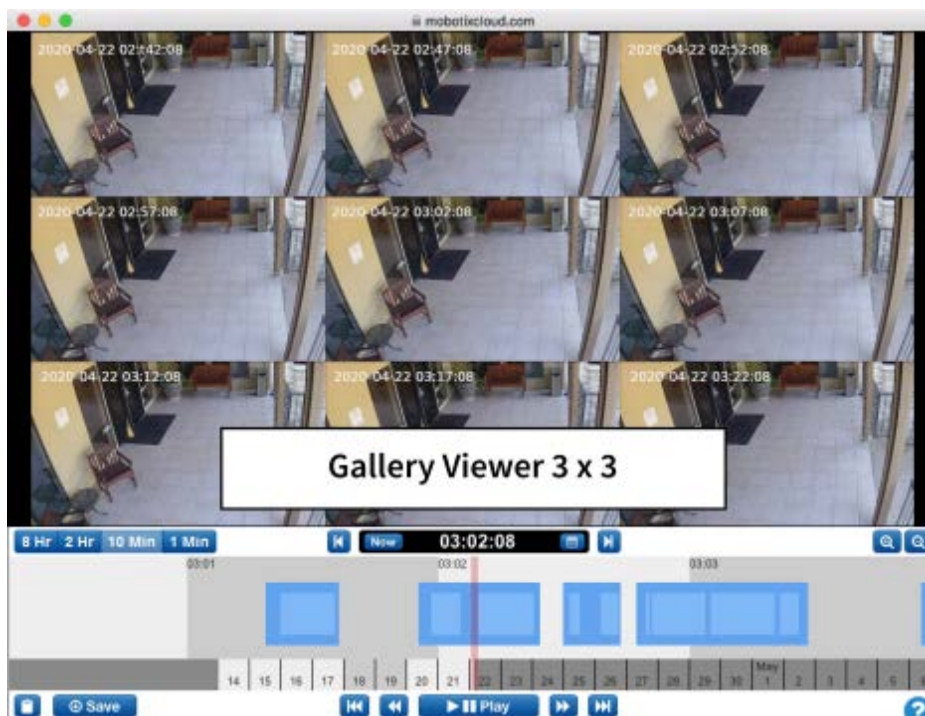 mobotixcloud.com
2020-04-22 02:42:08
2020-04-22 02:47:08
2020-04-22 02:52:08
2020-04-22 02:57:08
2020-04-22 03:02:08
2020-04-22 03:07:08
2020-04-22 03:12:08
2020-04-22 03:17:08
2020-04-22 03:22:08
Gallery Viewer 3 x 3
8 Hr 2 Hr 10 Min 1 Min Now 03:02:08
03:01 03:02 03:03
May
14 15 16 17 18 19 20 21 22 23 24 25 26 27 28 29 30 1 2 3 4 5
Save Play ?